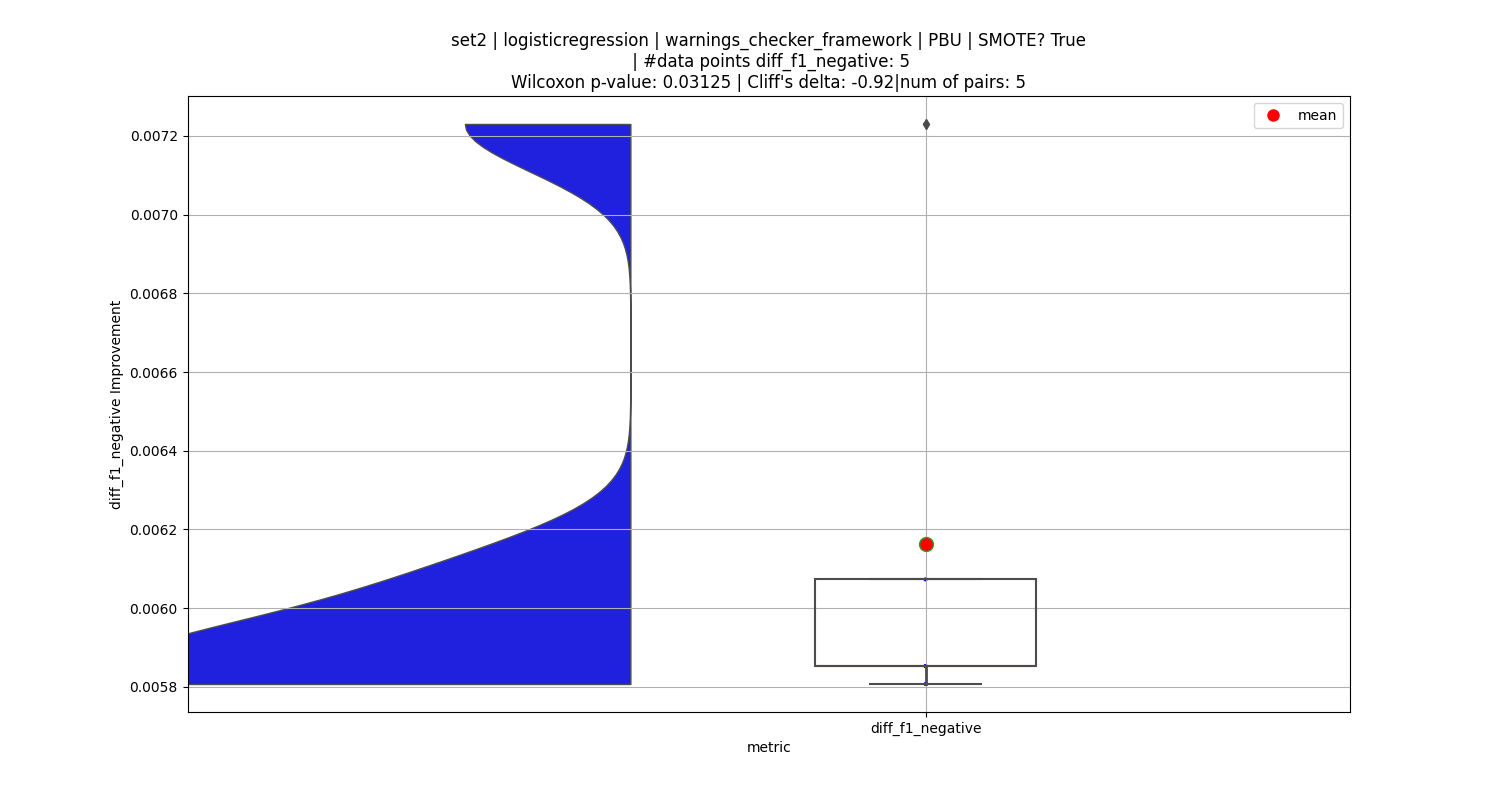 set2 | logisticregression | warnings_checker_framework | PBU | SMOTE? True
| #data points diff_f1_negative: 5
Wilcoxon p-value: 0.03125 | Cliff's delta: -0.92|num of pairs: 5
mean
0.0072
0.0070
0.0068
0.0066
0.0064
0.0062
0.0060
0.0058
diff_f1_negative Improvement
diff_f1_negative
metric